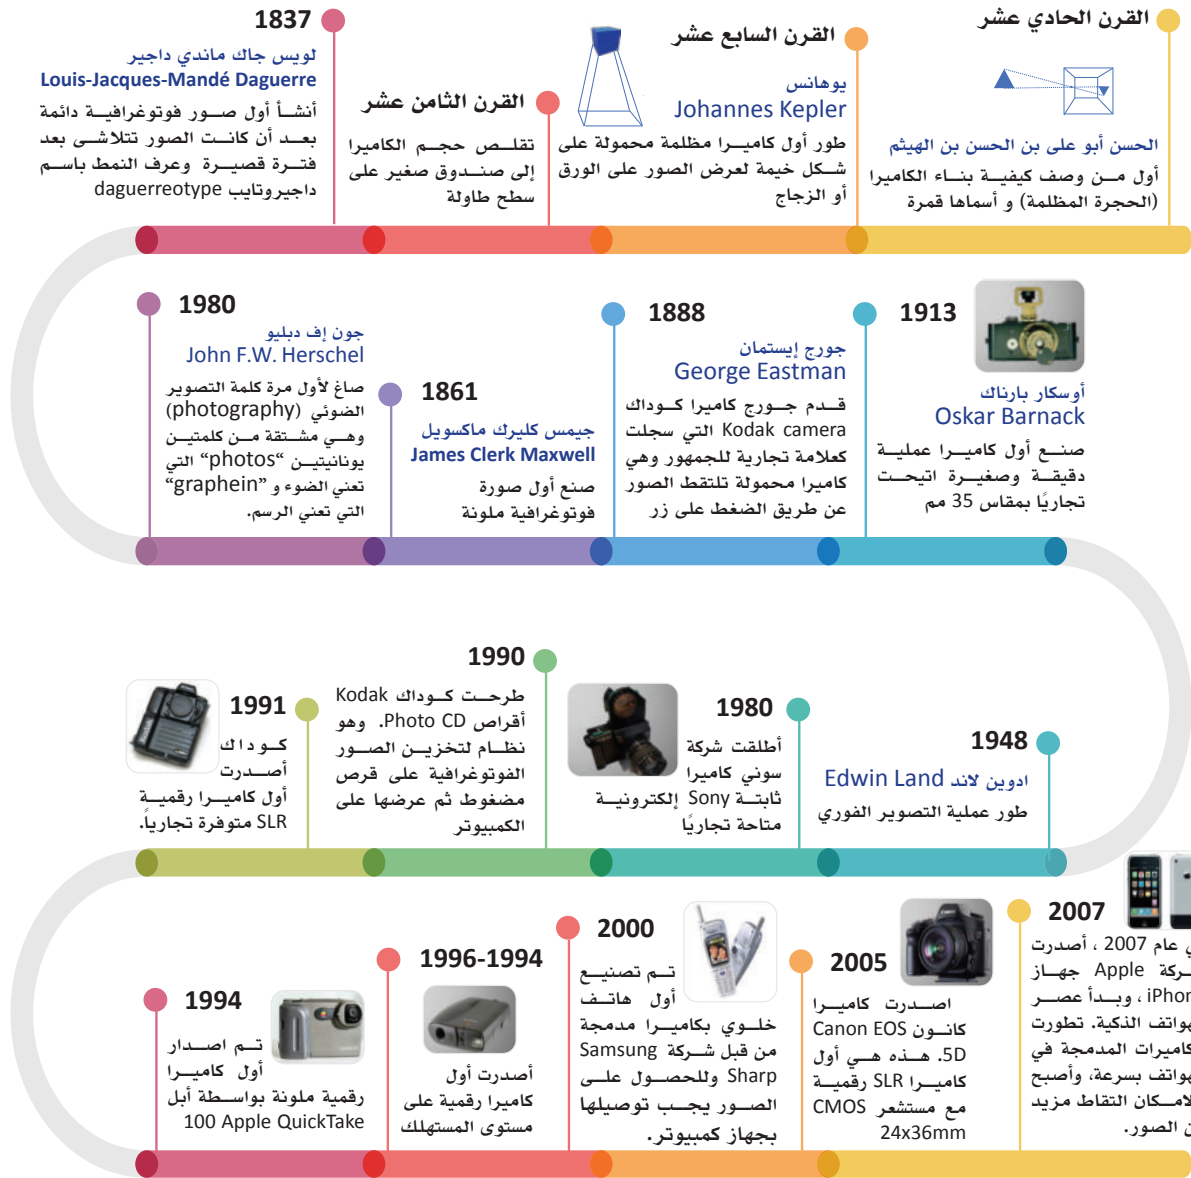 القرن الحادي عشر
الحسن أبو على بن الحسن بن الهيثم
أول من وصف كيفية بناء الكاميرا
(الحجرة المظلمة) و أسماها قمرة
القرن السابع عشر
يوهانس
Johannes Kepler
طور أول كاميرا مظلمة محمولة على
شكل خيمة لعرض الصور على الورق
أو الزجاج
القرن الثامن عشر
تقلص حجم الكاميرا
إلى صندوق صغير على
سطح طاولة
1837
لويس جاك ماندي داجير
Louis-Jacques-Mandé Daguerre
أنشأ أول صور فوتوغرافية دائمة
بعد أن كانت الصور تتلاشى بعد
فترة قصيرة وعرف النمط باسم
داجيروتايب daguerreotype
1980
جون إف دبليو
John F.W. Herschel
صاغ لأول مرة كلمة التصوير
الضوئي (photography)
وهي مشتقة من كلمتين
يونانيتين “photos” التي
تعني الضوء و “graphein”
التي تعني الرسم.
1861
جيمس كليرك ماكسويل
James Clerk Maxwell
صنع أول صورة
فوتوغرافية ملونة
1888
جورج إيستمان
George Eastman
قدم جورج كاميرا كوداك
Kodak camera التي سجلت
كعلامة تجارية للجمهور وهي
كاميرا محمولة تلتقط الصور
عن طريق الضغط على زر
1913
أوسكار بارناك
Oskar Barnack
صنع أول كاميرا عملية
دقيقة وصغيرة اتيحت
تجاريًا بمقاس 35 مم
1948
ادوين لاند Edwin Land
طور عملية التصوير الفوري
1980
أطلقت شركة
سوني كاميرا
ثابتة Sony إلكترونية
متاحة تجاريًا
1990
طرحت كوداك Kodak
أقراص Photo CD. وهو
نظام لتخزين الصور
الفوتوغرافية على قرص
مضغوط ثم عرضها على
الكمبيوتر
1991
كوداك
أصدرت
أول كاميرا رقمية
SLR متوفرة تجارياً.
1994
تم اصدار
أول كاميرا
رقمية ملونة بواسطة أبل
100 Apple QuickTake
1996-1994
أصدرت أول
كاميرا رقمية على
مستوى المستهلك
2000
تم تصنيع
أول هاتف
خلوي بكاميرا مدمجة
من قبل شركة Samsung
Sharp وللحصول على
الصور يجب توصيلها
بجهاز كمبيوتر.
2005
اصدرت كاميرا
كانون Canon EOS
5D. هذه هي أول
كاميرا SLR رقمية
مع مستشعر CMOS
24x36mm
2007
عام 2007 ، أصدرت
Apple جهاز
، وبدأ عصر
الذكية. تطورت
المدمجة في
بسرعة، وأصبح
التقاط مزيد
الصور.